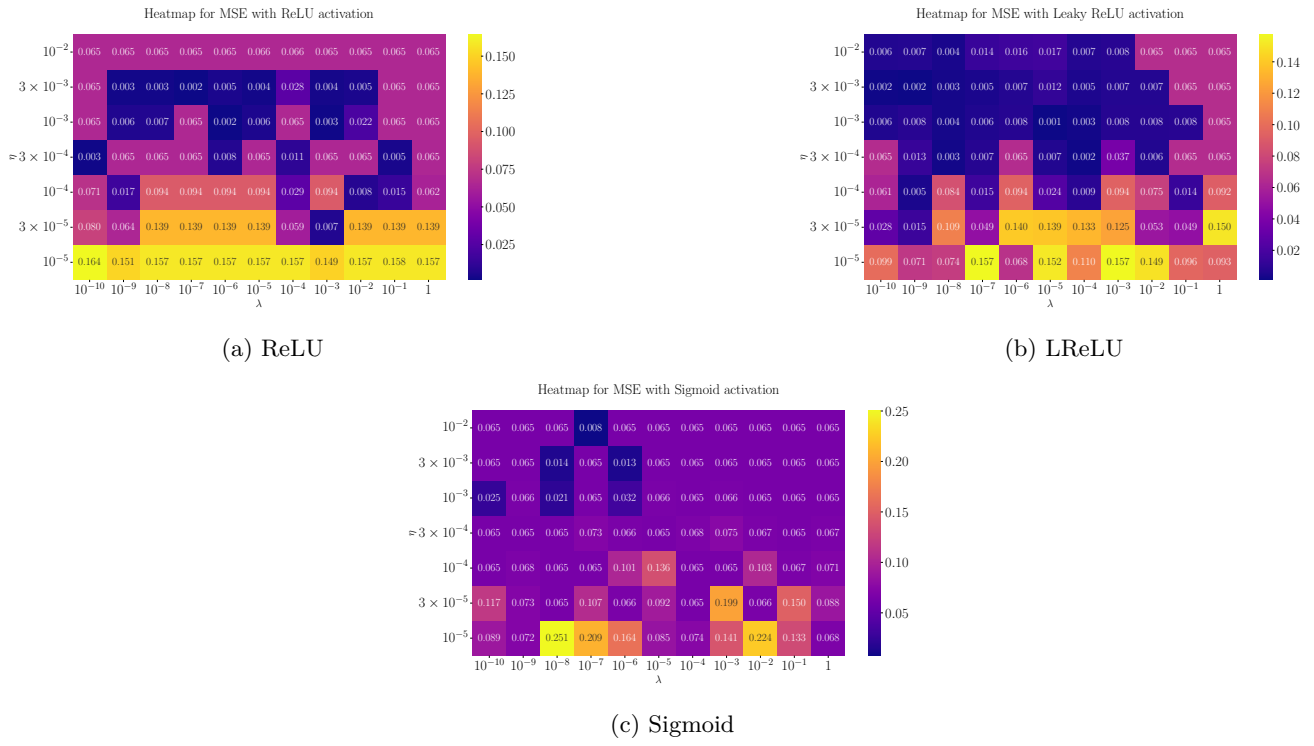 Heatmap for MSE with ReLU activation
10⁻² 0.065 0.065 0.065 0.065 0.065 0.066 0.066 0.065 0.065 0.065 0.065
3 × 10⁻³ 0.065 0.003 0.003 0.002 0.005 0.004 0.028 0.004 0.005 0.065 0.065
10⁻³ 0.065 0.006 0.007 0.065 0.002 0.006 0.065 0.003 0.022 0.065 0.065
η 3 × 10⁻⁴ 0.003 0.065 0.065 0.065 0.008 0.065 0.011 0.065 0.065 0.005 0.065
10⁻⁴ 0.071 0.017 0.094 0.094 0.094 0.094 0.029 0.094 0.008 0.015 0.062
3 × 10⁻⁵ 0.080 0.064 0.139 0.139 0.139 0.139 0.059 0.007 0.139 0.139 0.139
10⁻⁵ 0.164 0.151 0.157 0.157 0.157 0.157 0.157 0.149 0.157 0.158 0.157
10⁻¹⁰ 10⁻⁹ 10⁻⁸ 10⁻⁷ 10⁻⁶ 10⁻⁵ 10⁻⁴ 10⁻³ 10⁻² 10⁻¹ 1
λ
0.150
0.125
0.100
0.075
0.050
0.025
(a) ReLU
Heatmap for MSE with Leaky ReLU activation
10⁻² 0.006 0.007 0.004 0.014 0.016 0.017 0.007 0.008 0.065 0.065 0.065
3 × 10⁻³ 0.002 0.002 0.003 0.005 0.007 0.012 0.005 0.007 0.007 0.065 0.065
10⁻³ 0.006 0.008 0.004 0.006 0.008 0.001 0.003 0.008 0.008 0.008 0.065
η 3 × 10⁻⁴ 0.065 0.013 0.003 0.007 0.065 0.007 0.002 0.037 0.006 0.065 0.065
10⁻⁴ 0.061 0.005 0.084 0.015 0.094 0.024 0.009 0.094 0.075 0.014 0.092
3 × 10⁻⁵ 0.028 0.015 0.109 0.049 0.140 0.139 0.133 0.125 0.053 0.049 0.150
10⁻⁵ 0.099 0.071 0.074 0.157 0.068 0.152 0.110 0.157 0.149 0.096 0.093
10⁻¹⁰ 10⁻⁹ 10⁻⁸ 10⁻⁷ 10⁻⁶ 10⁻⁵ 10⁻⁴ 10⁻³ 10⁻² 10⁻¹ 1
λ
0.14
0.12
0.10
0.08
0.06
0.04
0.02
(b) LReLU
Heatmap for MSE with Sigmoid activation
10⁻² 0.065 0.065 0.065 0.008 0.065 0.065 0.065 0.065 0.065 0.065 0.065
3 × 10⁻³ 0.065 0.065 0.014 0.065 0.013 0.065 0.065 0.065 0.065 0.065 0.065
10⁻³ 0.025 0.066 0.021 0.065 0.032 0.066 0.065 0.066 0.065 0.065 0.065
η 3 × 10⁻⁴ 0.065 0.065 0.065 0.073 0.066 0.065 0.068 0.075 0.067 0.065 0.067
10⁻⁴ 0.065 0.068 0.065 0.065 0.101 0.136 0.065 0.065 0.103 0.067 0.071
3 × 10⁻⁵ 0.117 0.073 0.065 0.107 0.066 0.092 0.065 0.199 0.066 0.150 0.088
10⁻⁵ 0.089 0.072 0.251 0.209 0.164 0.085 0.074 0.141 0.224 0.133 0.068
10⁻¹⁰ 10⁻⁹ 10⁻⁸ 10⁻⁷ 10⁻⁶ 10⁻⁵ 10⁻⁴ 10⁻³ 10⁻² 10⁻¹ 1
λ
0.25
0.20
0.15
0.10
0.05
(c) Sigmoid